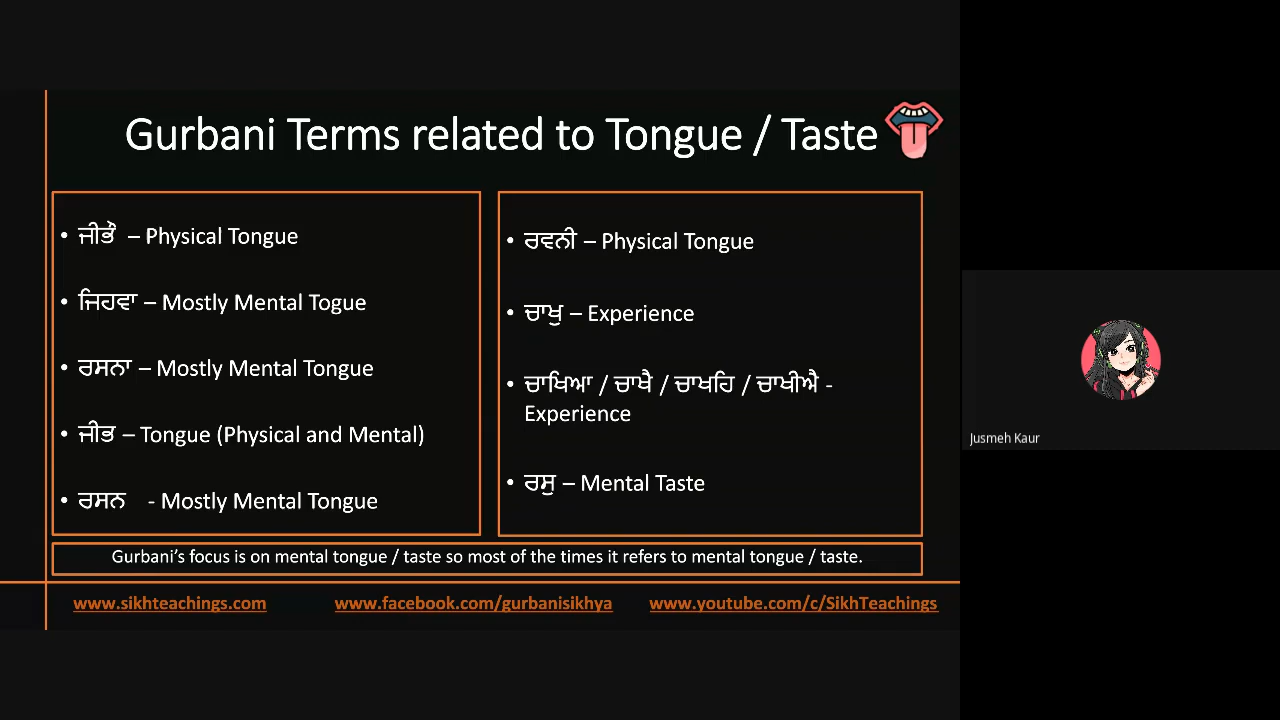 Gurbani Terms related to Tongue / Taste
• ਜੀਭੌ – Physical Tongue
• ਜਿਹਵਾ – Mostly Mental Togue
• ਰਸਨਾ – Mostly Mental Tongue
• ਜੀਭ – Tongue (Physical and Mental)
• ਰਸਨ - Mostly Mental Tongue
• ਰਵਨੀ – Physical Tongue
• ਚਾਖੁ – Experience
• ਚਾਖਿਆ / ਚਾਖੈ / ਚਾਖਹਿ / ਚਾਖੀਐ -
Experience
• ਰਸੁ – Mental Taste
Gurbani’s focus is on mental tongue / taste so most of the times it refers to mental tongue / taste.
www.sikhteachings.com www.facebook.com/gurbanisikhya www.youtube.com/c/SikhTeachings
Jusmeh Kaur